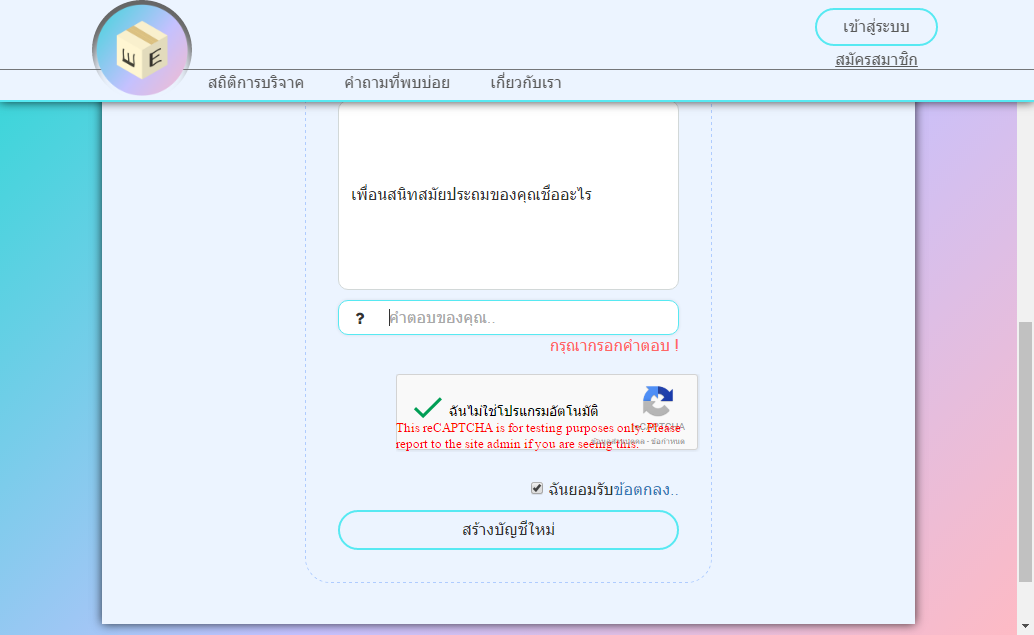 W E
เข้าสู่ระบบ
สมัครสมาชิก
สถิติการบริจาค คำถามที่พบบ่อย เกี่ยวกับเรา
เพื่อนสนิทสมัยประถมของคุณชื่ออะไร
? คำตอบของคุณ..
กรุณากรอกคำตอบ !
ฉันไม่ใช่โปรแกรมอัตโนมัติ
reCAPTCHA
This reCAPTCHA is for testing purposes only. Please
report to the site admin if you are seeing this.
- ข้อกำหนด
ฉันยอมรับข้อตกลง..
สร้างบัญชีใหม่